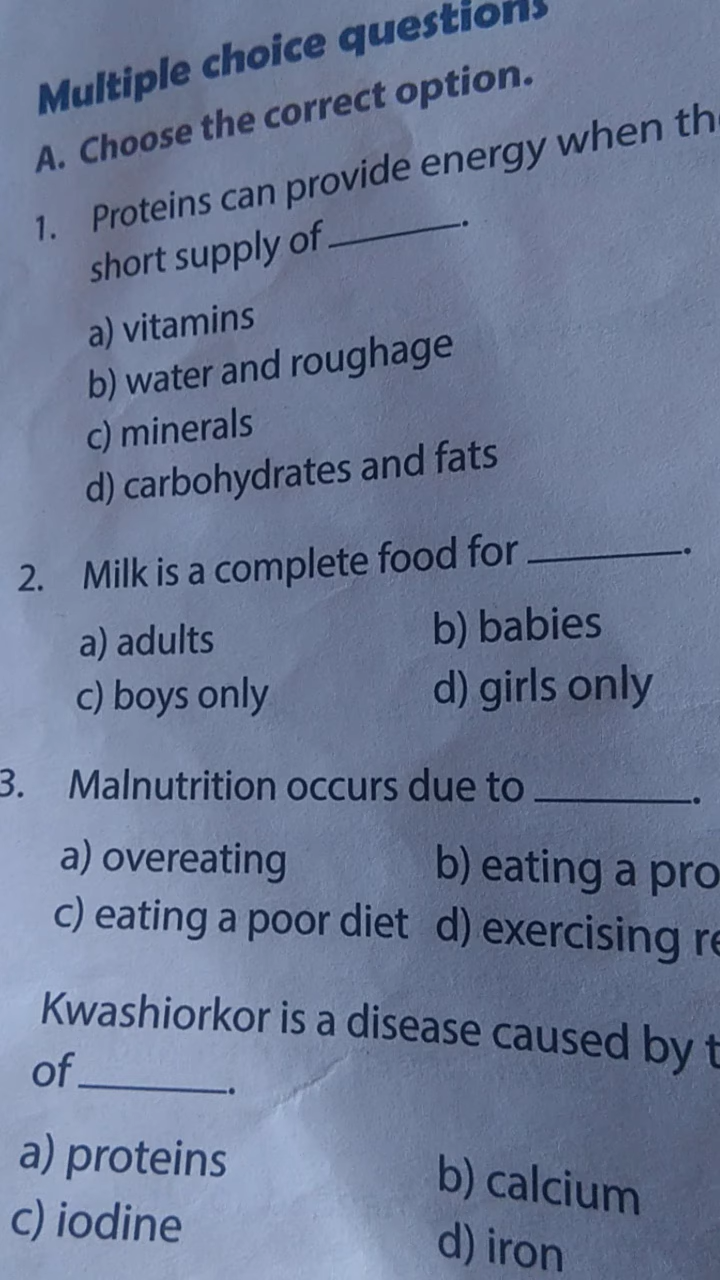 Multiple choice questions
A. Choose the correct option.
1. Proteins can provide energy when
short supply of ______.
a) vitamins
b) water and roughage
c) minerals
d) carbohydrates and fats
2. Milk is a complete food for ______.
a) adults b) babies
c) boys only d) girls only
3. Malnutrition occurs due to ______.
a) overeating b) eating a
c) eating a poor diet d) exercising
Kwashiorkor is a disease caused by
of ______.
a) proteins b) calcium
c) iodine d) iron